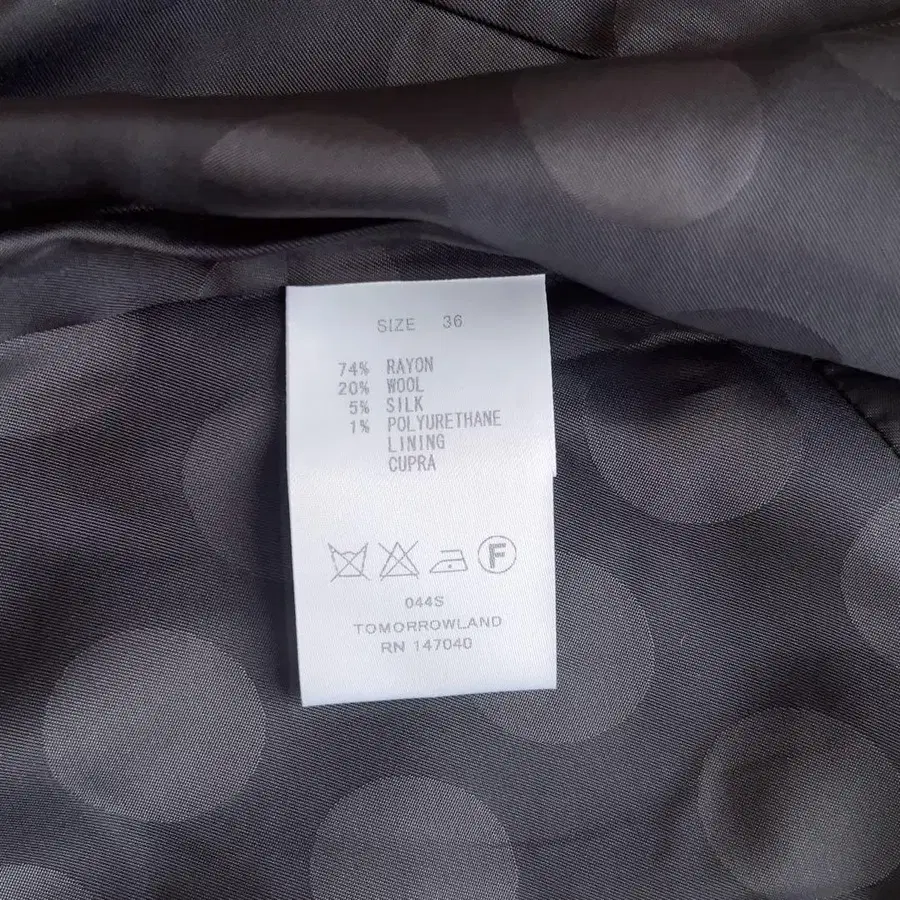 SIZE 36
74% RAYON
20% WOOL
5% SILK
1% POLYURETHANE
LINING
CUPRA
F
044S
TOMORROWLAND
RN 147040